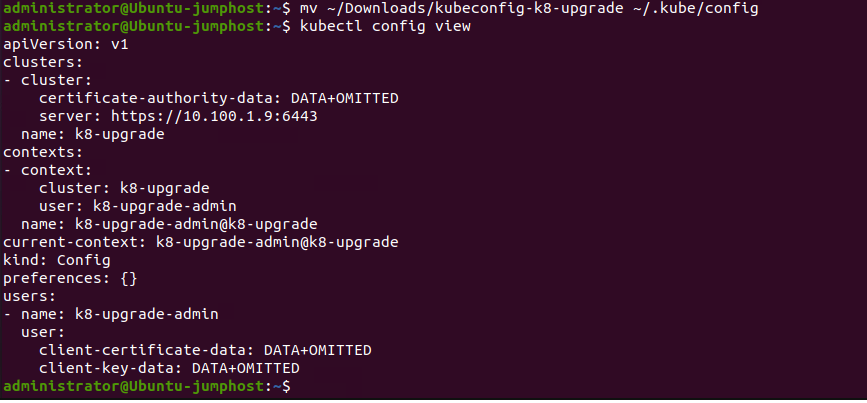 administrator@Ubuntu-jumphost:~$ mv ~/Downloads/kubeconfig-k8-upgrade ~/.kube/config
administrator@Ubuntu-jumphost:~$ kubectl config view
apiVersion: v1
clusters:
- cluster:
    certificate-authority-data: DATA+OMITTED
    server: https://10.100.1.9:6443
  name: k8-upgrade
contexts:
- context:
    cluster: k8-upgrade
    user: k8-upgrade-admin
  name: k8-upgrade-admin@k8-upgrade
current-context: k8-upgrade-admin@k8-upgrade
kind: Config
preferences: {}
users:
- name: k8-upgrade-admin
  user:
    client-certificate-data: DATA+OMITTED
    client-key-data: DATA+OMITTED
administrator@Ubuntu-jumphost:~$